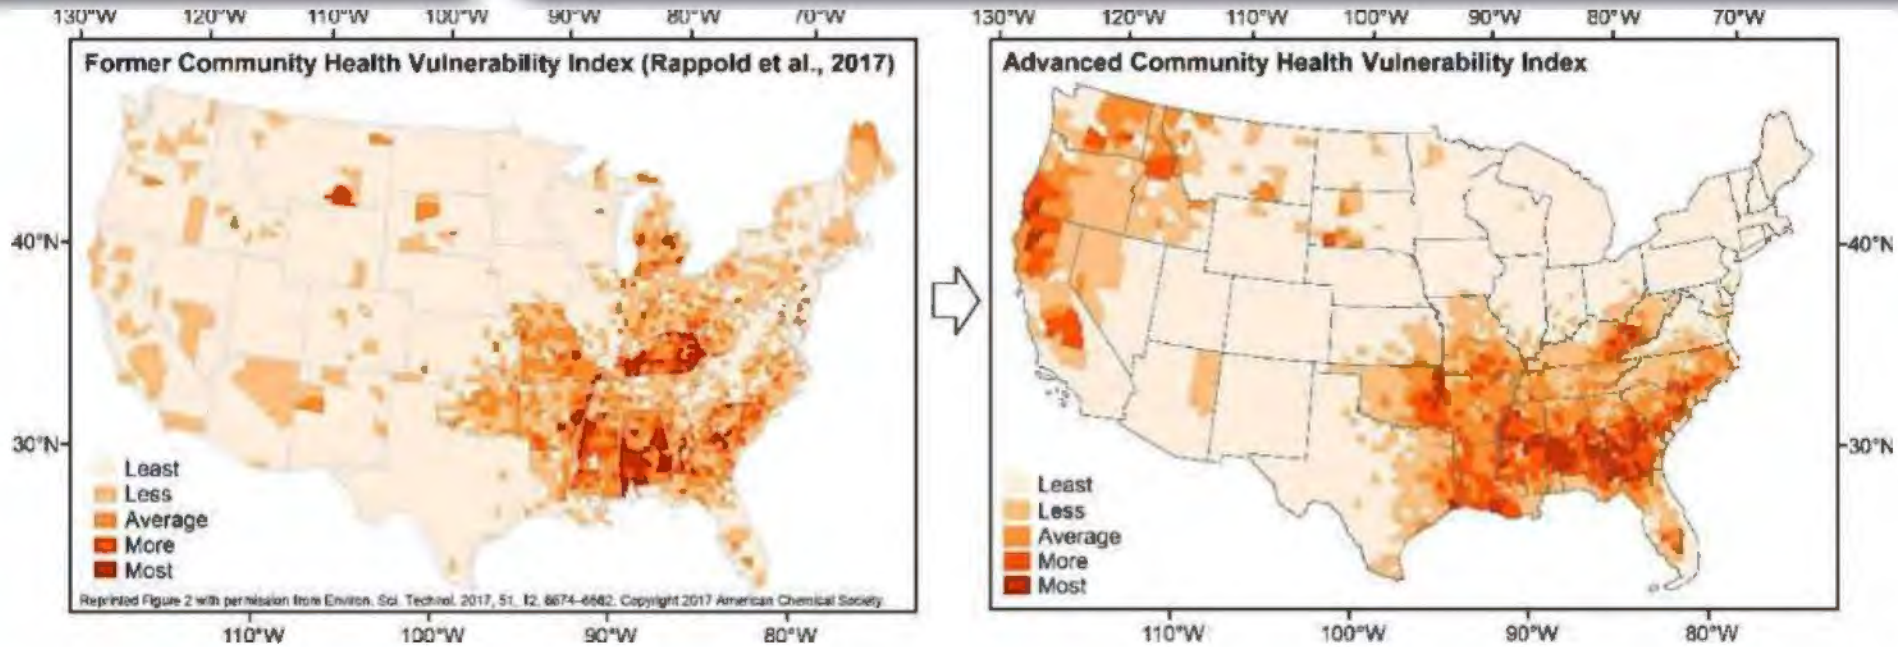 130°W 120°W 110°W 100°W 90°W 80°W 70°W
Former Community Health Vulnerability Index (Rappold et al., 2017)
40°N
30°N
Least
Less
Average
More
Most
Reprinted Figure 2 with permission from Environ. Sci. Technol. 2017, 51, 12, 6674–6682. Copyright 2017 American Chemical Society.
110°W 100°W 90°W 80°W
130°W 120°W 110°W 100°W 90°W 80°W 70°W
Advanced Community Health Vulnerability Index
40°N
30°N
Least
Less
Average
More
Most
110°W 100°W 90°W 80°W